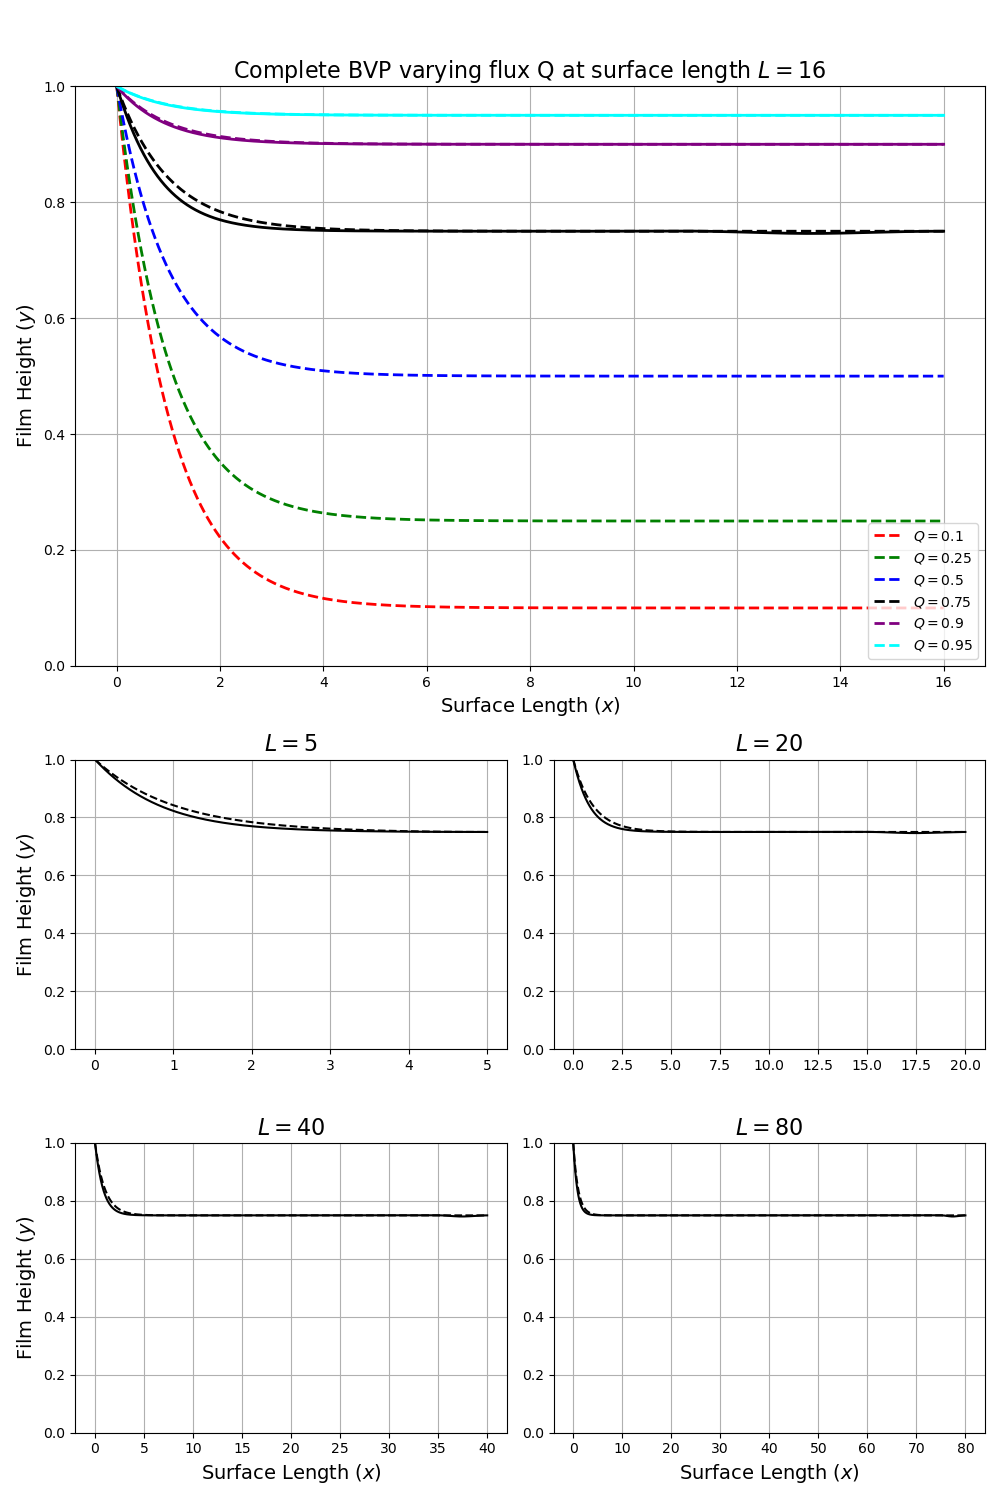 Complete BVP varying flux Q at surface length L = 16
Film Height (y)
1.0
0.8
0.6
0.4
0.2
0.0
Q = 0.1
Q = 0.25
Q = 0.5
Q = 0.75
Q = 0.9
Q = 0.95
0 2 4 6 8 10 12 14 16
Surface Length (x)
L = 5
Film Height (y)
1.0
0.8
0.6
0.4
0.2
0.0
0 1 2 3 4 5
L = 20
1.0
0.8
0.6
0.4
0.2
0.0
0.0 2.5 5.0 7.5 10.0 12.5 15.0 17.5 20.0
L = 40
Film Height (y)
1.0
0.8
0.6
0.4
0.2
0.0
0 5 10 15 20 25 30 35 40
Surface Length (x)
L = 80
1.0
0.8
0.6
0.4
0.2
0.0
0 10 20 30 40 50 60 70 80
Surface Length (x)